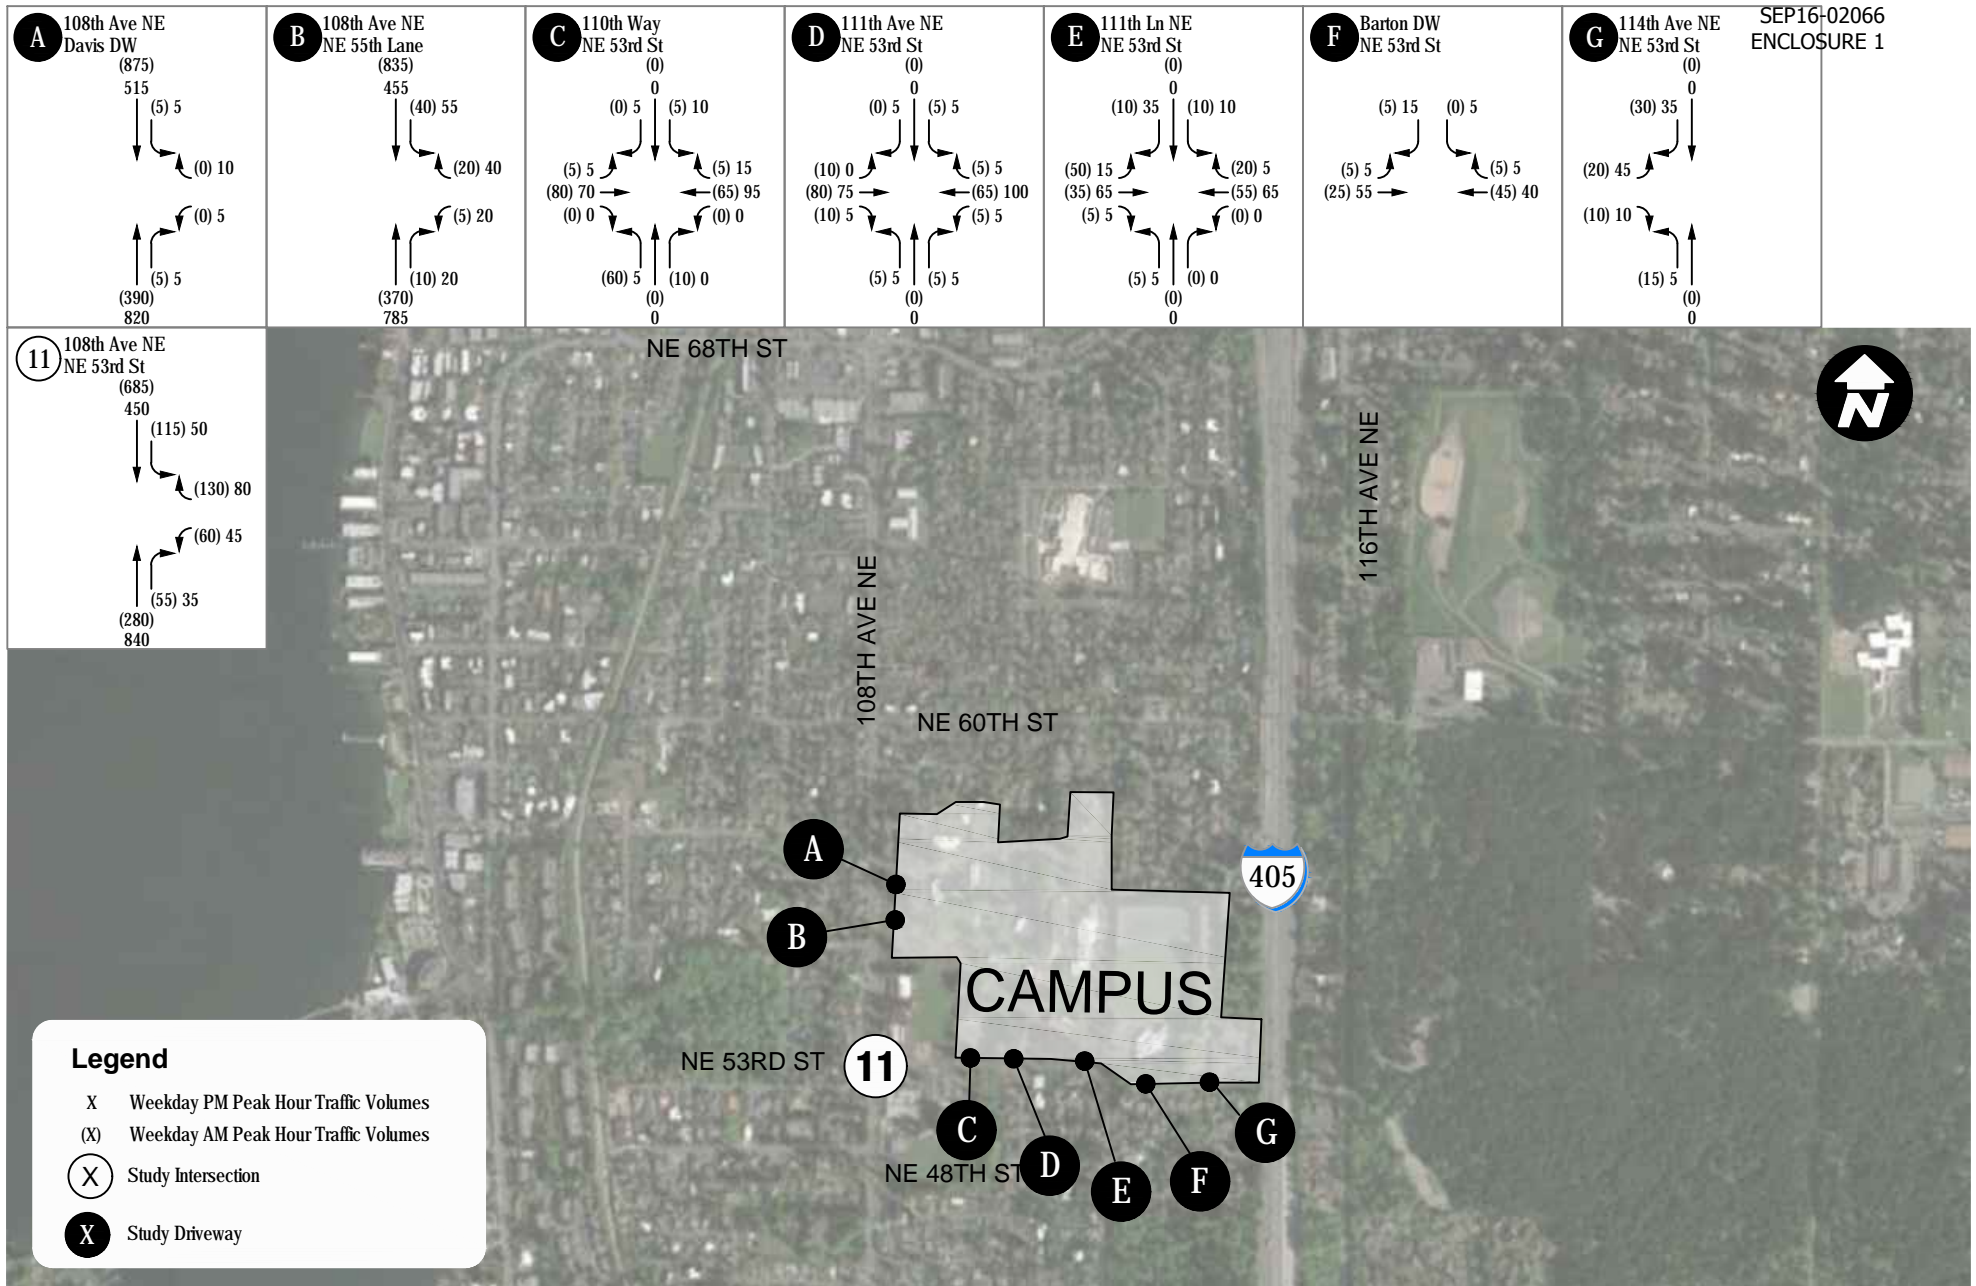 SEP16-02066
ENCLOSURE 1
A
108th Ave NE
Davis DW
(875)
515
(5) 5
(0) 10
(0) 5
(5) 5
(390)
820
B
108th Ave NE
NE 55th Lane
(835)
455
(40) 55
(20) 40
(5) 20
(10) 20
(370)
785
C
110th Way
NE 53rd St
(0)
0
(0) 5 (5) 10
(5) 5 (5) 15
(80) 70 (65) 95
(0) 0 (0) 0
(60) 5 (10) 0
(0)
0
D
111th Ave NE
NE 53rd St
(0)
0
(0) 5 (5) 5
(10) 0 (5) 5
(80) 75 (65) 100
(10) 5 (5) 5
(5) 5 (5) 5
(0)
0
E
111th Ln NE
NE 53rd St
(0)
0
(10) 35 (10) 10
(50) 15 (20) 5
(35) 65 (55) 65
(5) 5 (0) 0
(5) 5 (0) 0
(0)
0
F
Barton DW
NE 53rd St
(5) 15 (0) 5
(5) 5 (5) 5
(25) 55 (45) 40
G
114th Ave NE
NE 53rd St
(0)
0
(30) 35
(20) 45
(10) 10
(15) 5
(0)
0
11
108th Ave NE
NE 53rd St
(685)
450
(115) 50
(130) 80
(60) 45
(55) 35
(280)
840
NE 68TH ST
N
116TH AVE NE
108TH AVE NE
NE 60TH ST
A
405
B
CAMPUS
NE 53RD ST
11
C
D
E
F
G
NE 48TH ST
Legend
X Weekday PM Peak Hour Traffic Volumes
(X) Weekday AM Peak Hour Traffic Volumes
X Study Intersection
X Study Driveway